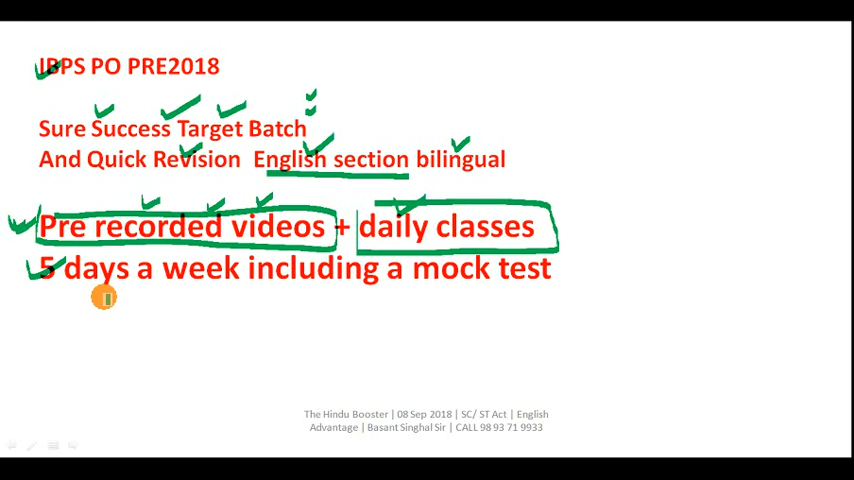 IBPS PO PRE2018
Sure Success Target Batch
And Quick Revision English section bilingual
Pre recorded videos + daily classes
5 days a week including a mock test
The Hindu Booster | 08 Sep 2018 | SC/ ST Act | English
Advantage | Basant Singhal Sir | CALL 98 93 71 9933